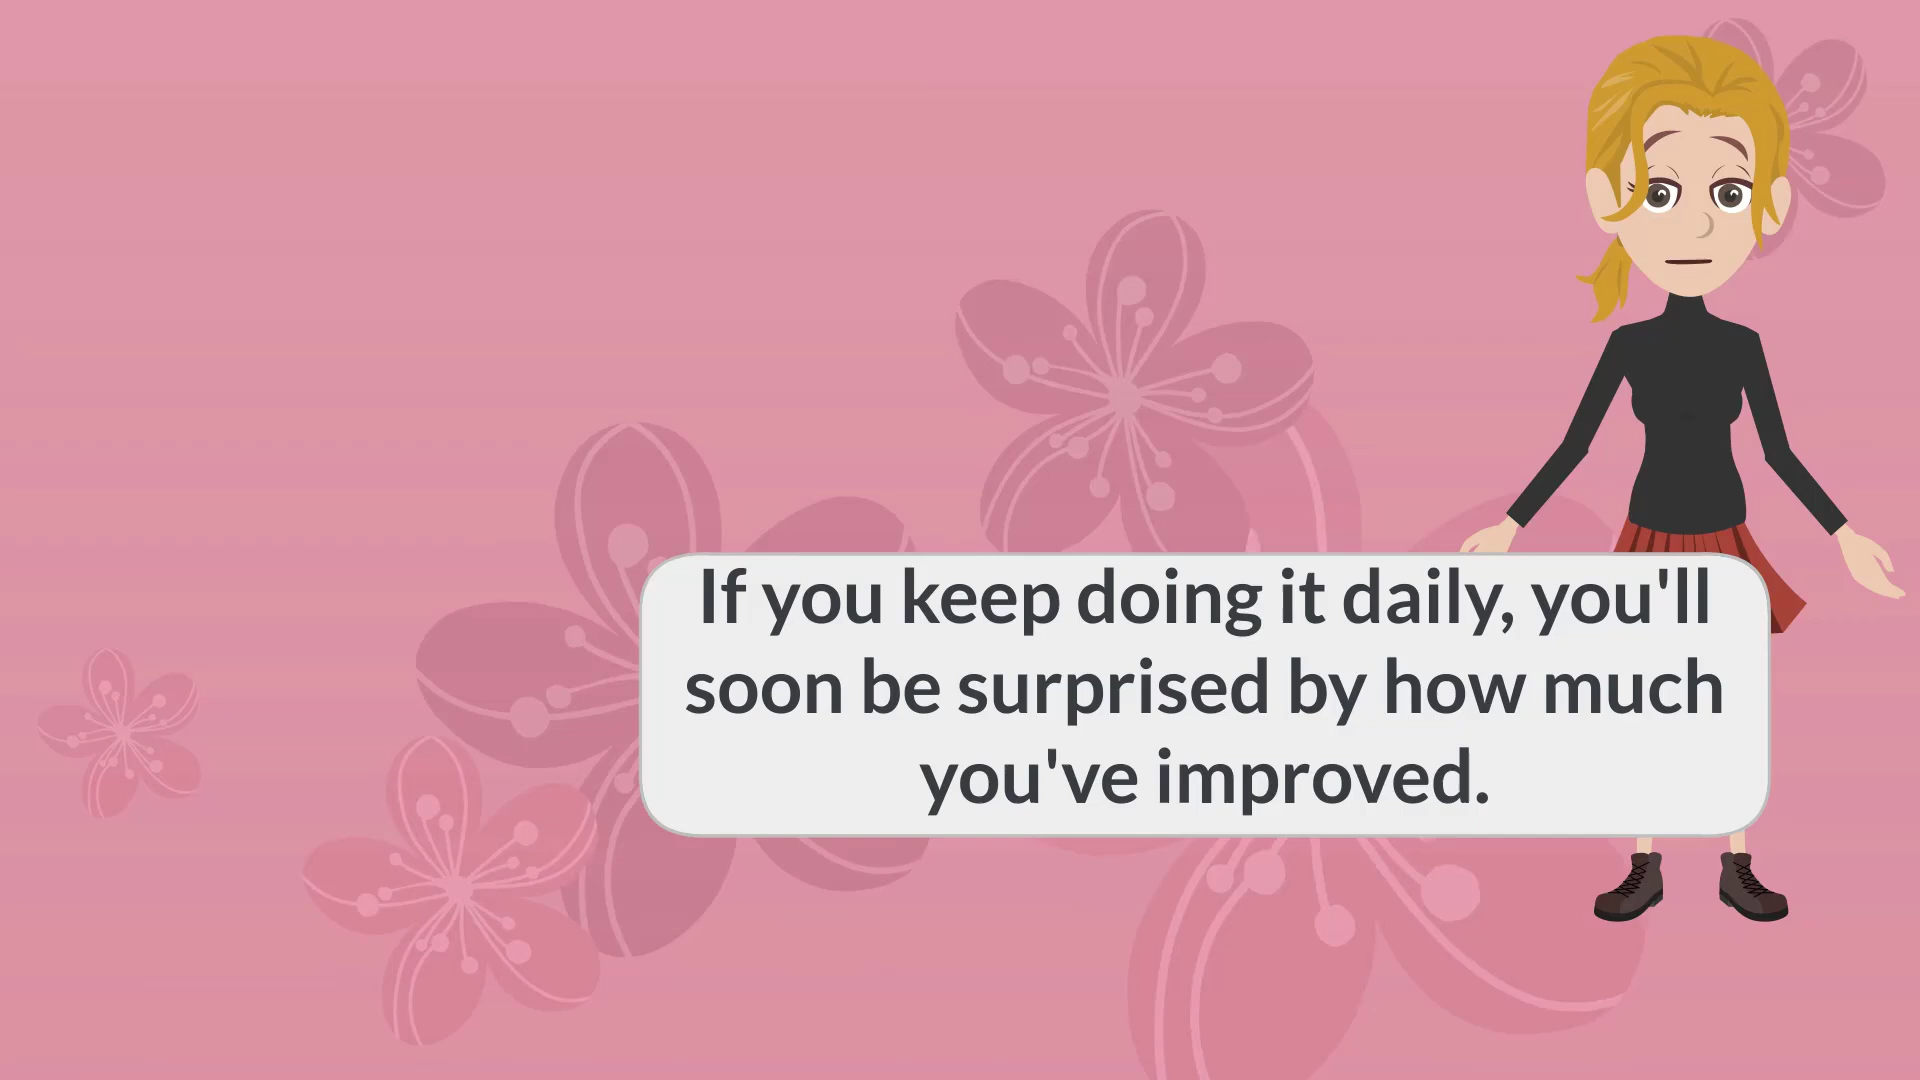 If you keep doing it daily, you'll
soon be surprised by how much
you've improved.